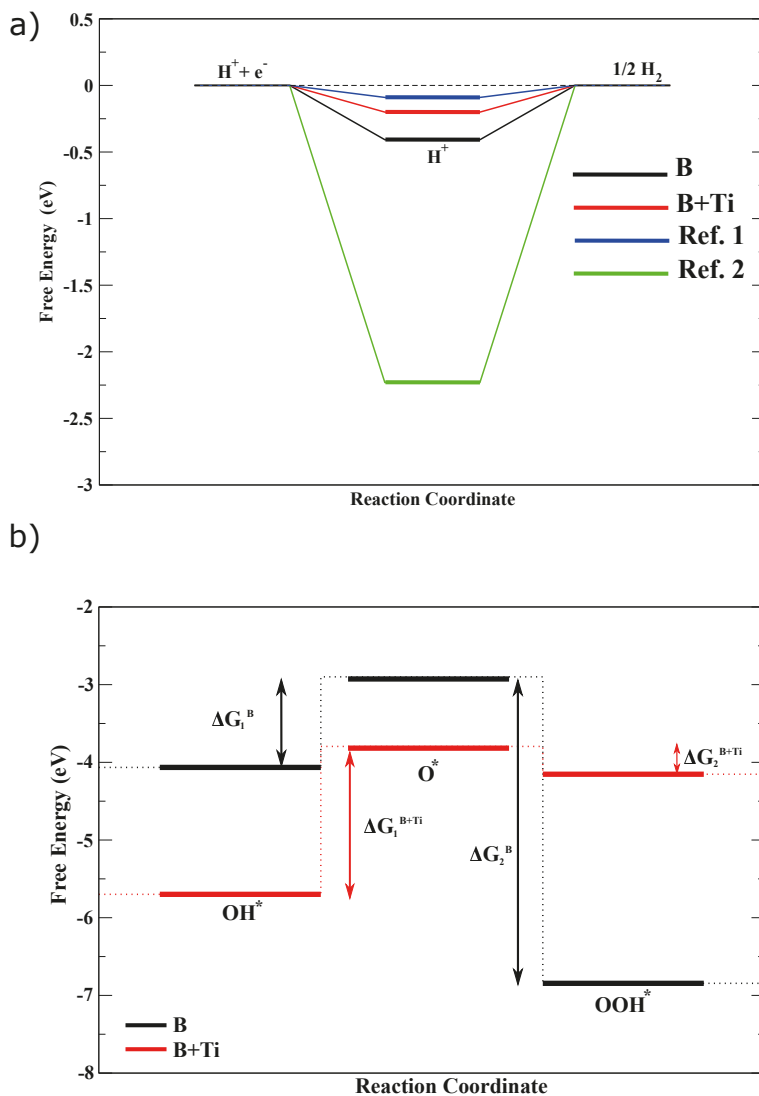 a)
0.5
H⁺+ e⁻
1/2 H₂
0
H⁺
-0.5
B
B+Ti
-1
Ref. 1
-1.5
Ref. 2
-2
-2.5
-3
Free Energy (eV)
Reaction Coordinate
b)
-2
-3
ΔG₁ᴮ
ΔG₂ᴮ⁺ᵀⁱ
-4
O*
ΔG₁ᴮ⁺ᵀⁱ
-5
ΔG₂ᴮ
OH*
-6
-7
OOH*
B
B+Ti
-8
Free Energy (eV)
Reaction Coordinate